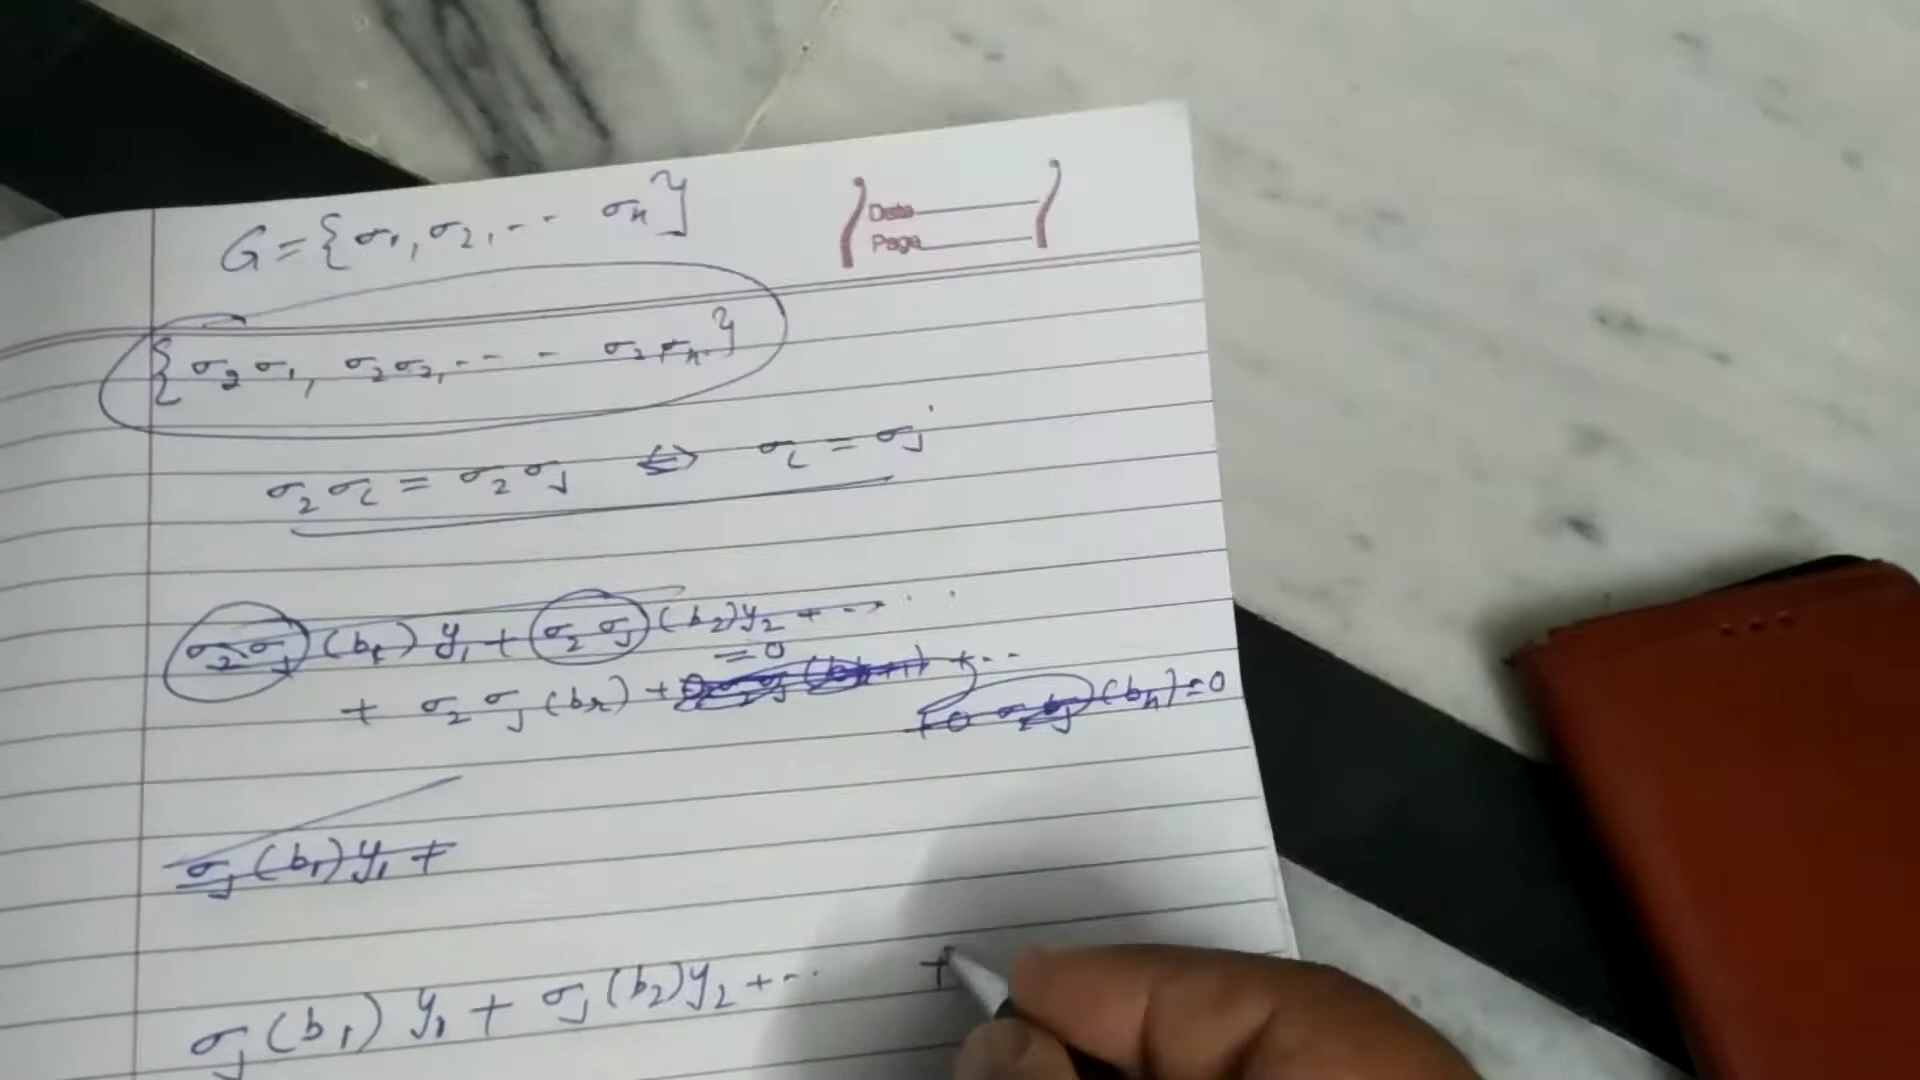 G = {σ₁, σ₂, -- σₙ}
Date
Page
{σ₂σ₁, σ₂σ₂, -- - σ₂σₙ}
σ₂σᵢ = σ₂σⱼ ⇔ σᵢ = σⱼ
σ₂σⱼ (b₁) y₁ + σ₂σⱼ (b₂) y₂ + -- ..
= 0
+ σ₂σⱼ (bᵣ) + --
(bₙ) = 0
σⱼ (b₁) y₁ +
σⱼ (b₁) y₁ + σⱼ (b₂) y₂ + -.. +